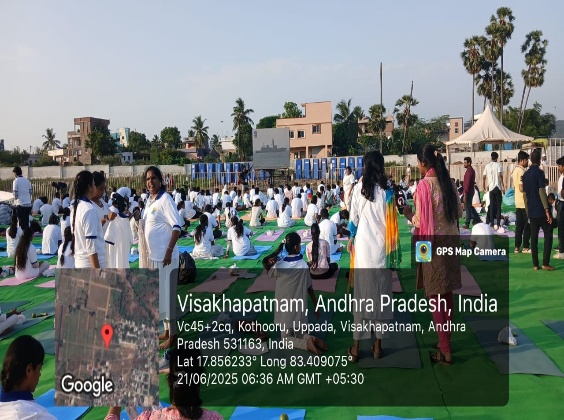 GPS Map Camera
Visakhapatnam, Andhra Pradesh, India
Vc45+2cq, Kothooru, Uppada, Visakhapatnam, Andhra
Pradesh 531163, India
Lat 17.856233° Long 83.409075°
21/06/2025 06:36 AM GMT +05:30
Google